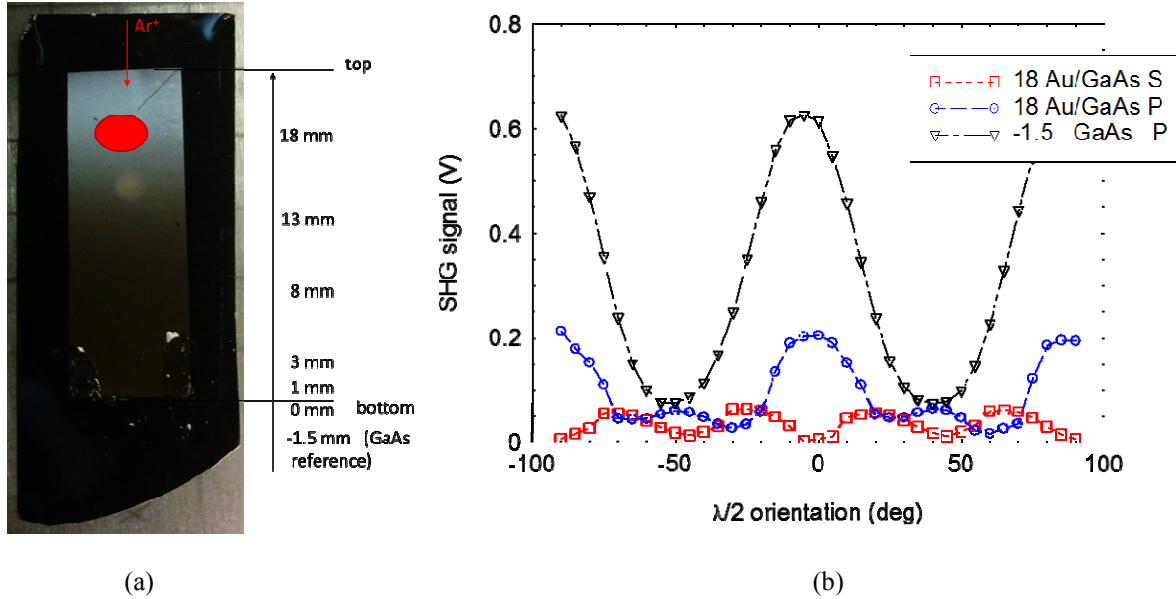 Ar⁺
top
18 mm
13 mm
8 mm
3 mm
1 mm
0 mm bottom
-1.5 mm (GaAs
reference)
(a)
0.8
0.6
0.4
0.2
0
-100 -50 0 50 100
SHG signal (V)
λ/2 orientation (deg)
18 Au/GaAs S
18 Au/GaAs P
-1.5 GaAs P
(b)